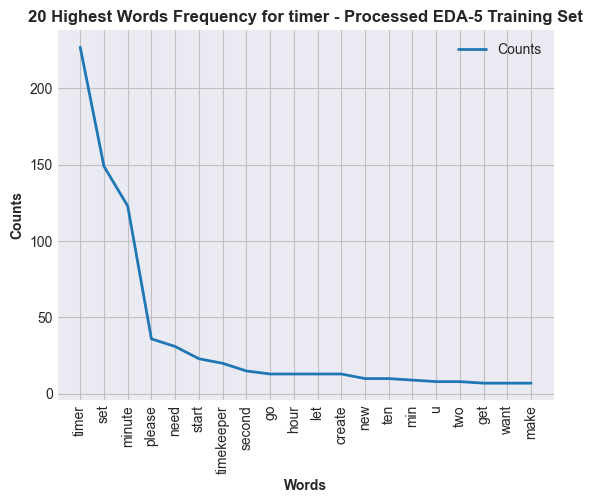 20 Highest Words Frequency for timer - Processed EDA-5 Training Set
Counts
Counts
200
150
100
50
0
timer
set
minute
please
need
start
timekeeper
second
go
hour
let
create
new
ten
min
u
two
get
want
make
Words